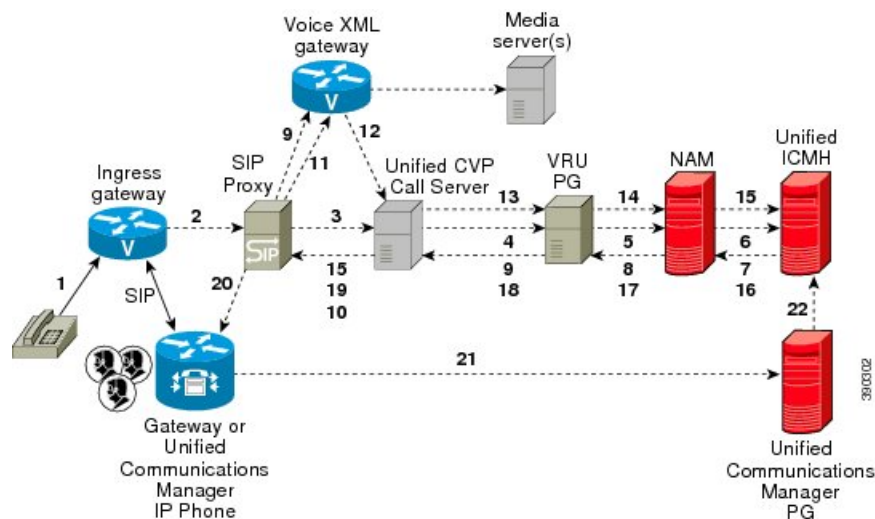 Voice XML
gateway
Media
server(s)
V
9
11
12
Ingress
gateway
SIP
Proxy
Unified CVP
Call Server
VRU
PG
NAM
Unified
ICMH
V
2
SIP
3
13
14
15
4
9
18
5
8
17
6
7
16
15
19
10
1
SIP
20
22
21
390302
Gateway or
Unified
Communications
Manager
IP Phone
Unified
Communications
Manager
PG